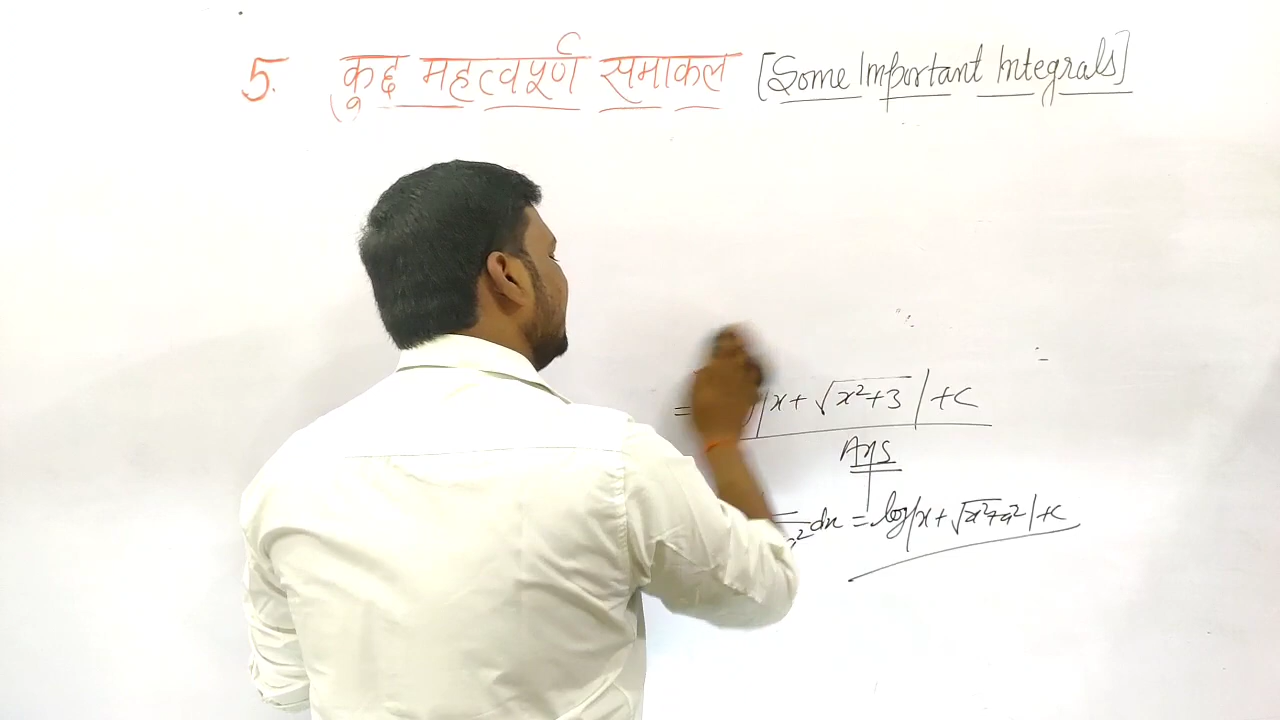 5. कुछ महत्वपूर्ण समाकल [Some Important Integrals]
= |x + √x²+3 | + c
Ans
dx = log|x + √x²+a² | + c